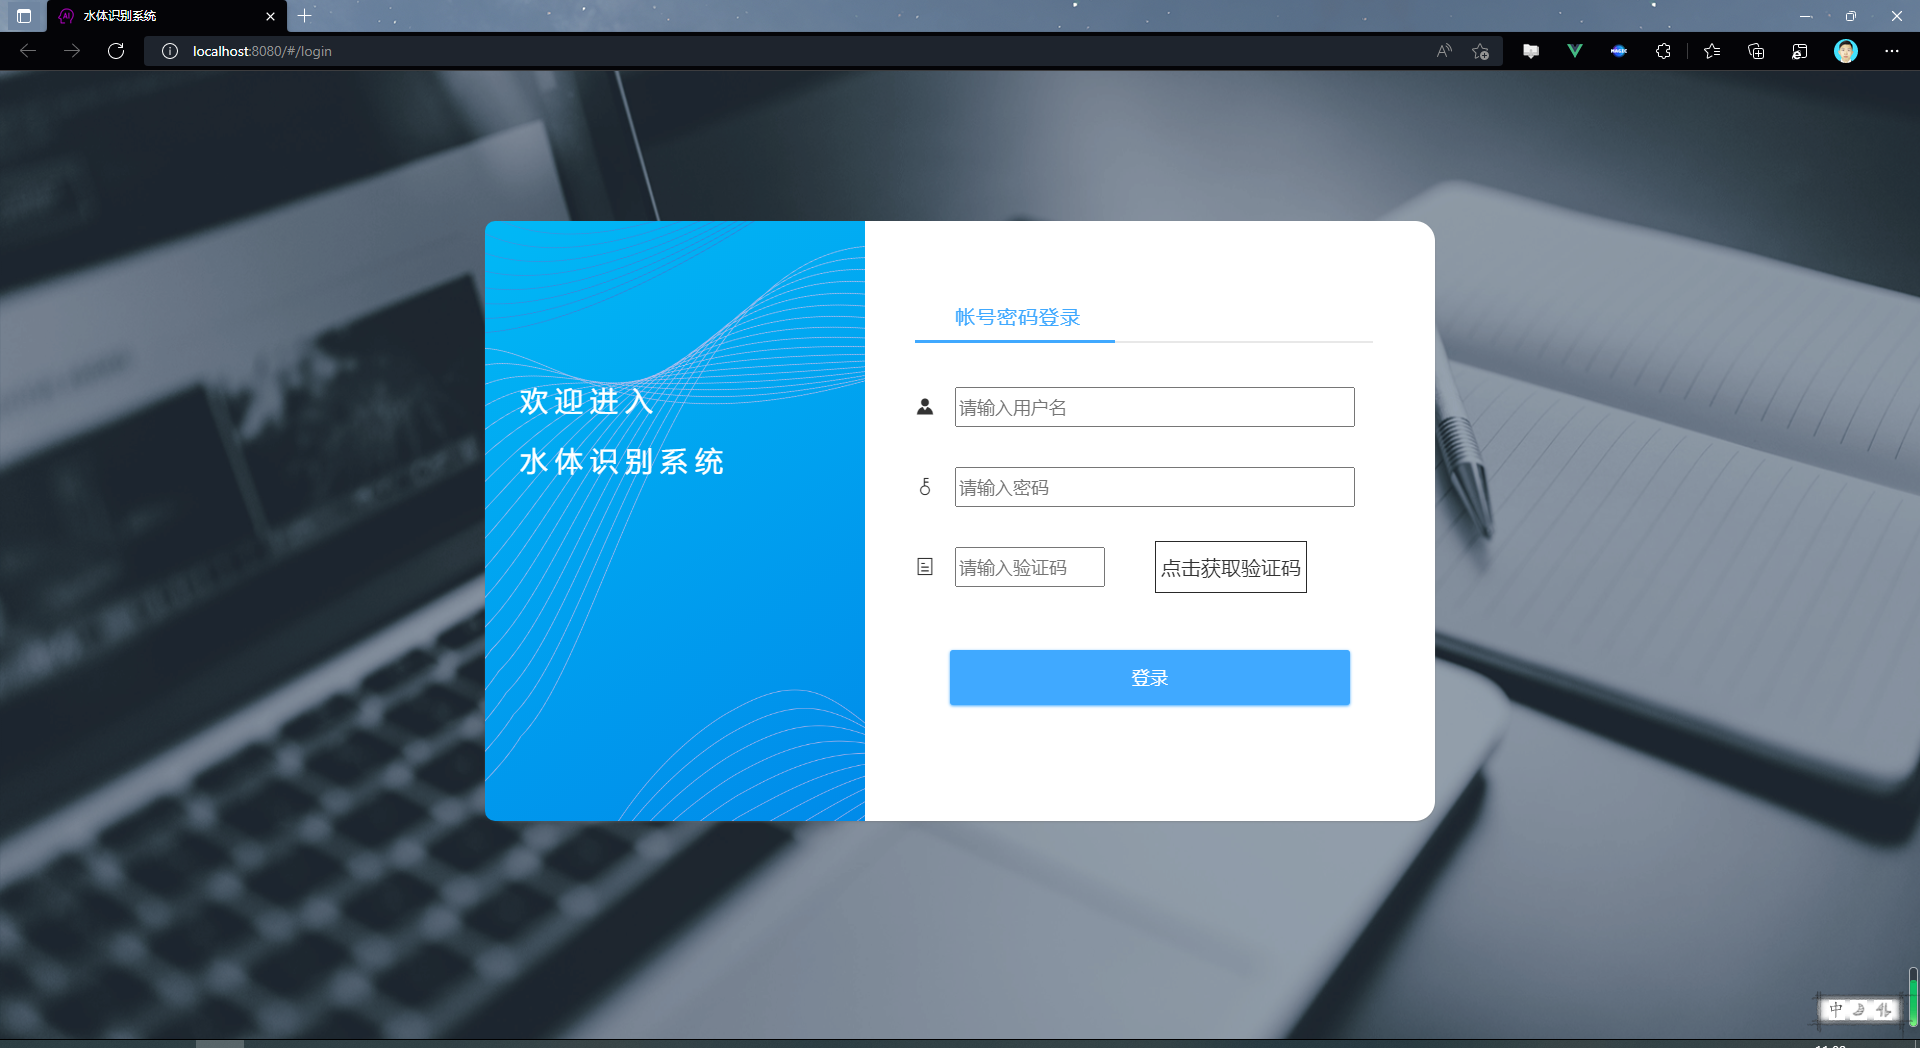 水体识别系统
localhost:8080/#/login
欢迎进入
水体识别系统
帐号密码登录
请输入用户名
请输入密码
请输入验证码
点击获取验证码
登录
中